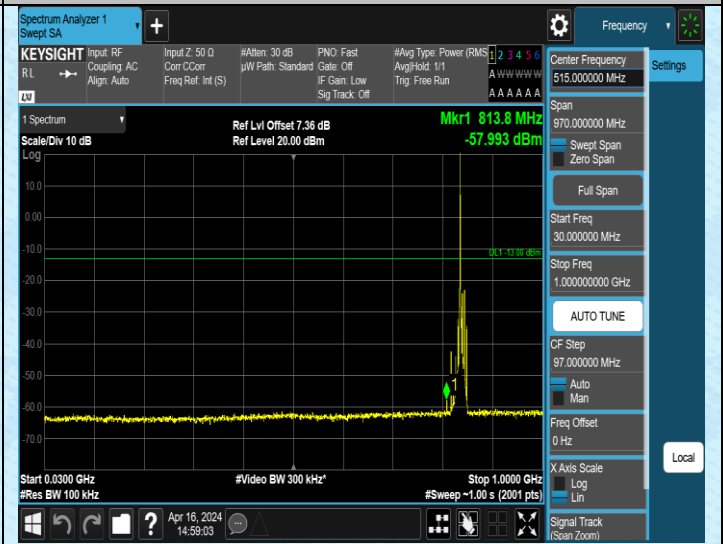 Spectrum Analyzer 1
Swept SA
+
Frequency
KEYSIGHT
RL
LXI
Input: RF
Coupling: AC
Align: Auto
Input Z: 50 Ω
Corr CCorr
Freq Ref: Int (S)
#Atten: 30 dB
µW Path: Standard
PNO: Fast
Gate: Off
IF Gain: Low
Sig Track: Off
#Avg Type: Power (RMS
Avg|Hold: 1/1
Trig: Free Run
1 2 3 4 5 6
A W W W W W
A A A A A A
1 Spectrum
Scale/Div 10 dB
Log
Ref Lvl Offset 7.36 dB
Ref Level 20.00 dBm
Mkr1 813.8 MHz
-57.993 dBm
10.0
0.00
-10.0
-20.0
-30.0
-40.0
-50.0
-60.0
-70.0
DL1 -13.00 dBm
1
Start 0.0300 GHz
#Res BW 100 kHz
#Video BW 300 kHz*
Stop 1.0000 GHz
#Sweep ~1.00 s (2001 pts)
Center Frequency
515.000000 MHz
Settings
Span
970.000000 MHz
Swept Span
Zero Span
Full Span
Start Freq
30.000000 MHz
Stop Freq
1.000000000 GHz
AUTO TUNE
CF Step
97.000000 MHz
Auto
Man
Freq Offset
0 Hz
X Axis Scale
Log
Lin
Local
Signal Track
(Span Zoom)
?
Apr 16, 2024
14:59:03